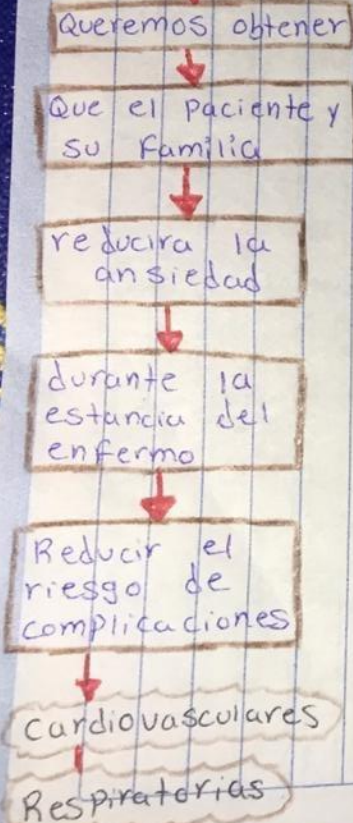 Queremos obtener
Que el paciente y
su Familia
reducira la
ansiedad
durante la
estancia del
enfermo
Reducir el
riesgo de
complicaciones
Cardiovasculares
Respiratorias